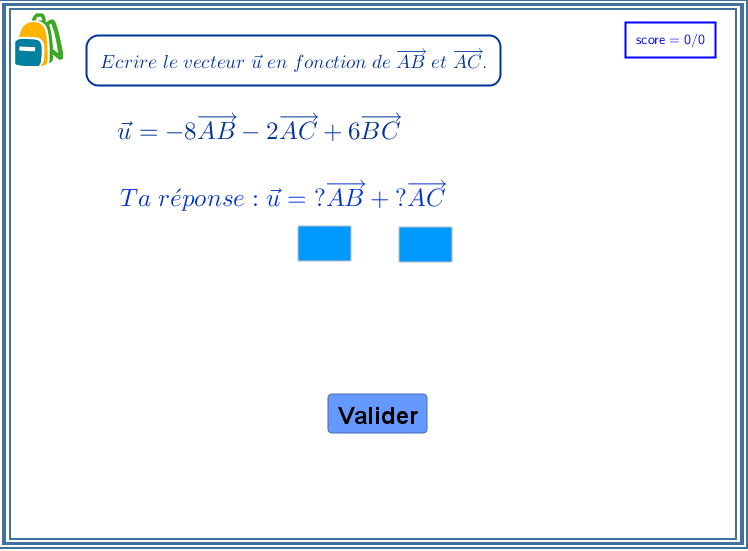 Ecrire le vecteur $\vec{u}$ en fonction de $\overrightarrow{AB}$ et $\overrightarrow{AC}$.
score = 0/0
$\vec{u} = -8\overrightarrow{AB} - 2\overrightarrow{AC} + 6\overrightarrow{BC}$
Ta réponse : $\vec{u} = ?\overrightarrow{AB} + ?\overrightarrow{AC}$
Valider